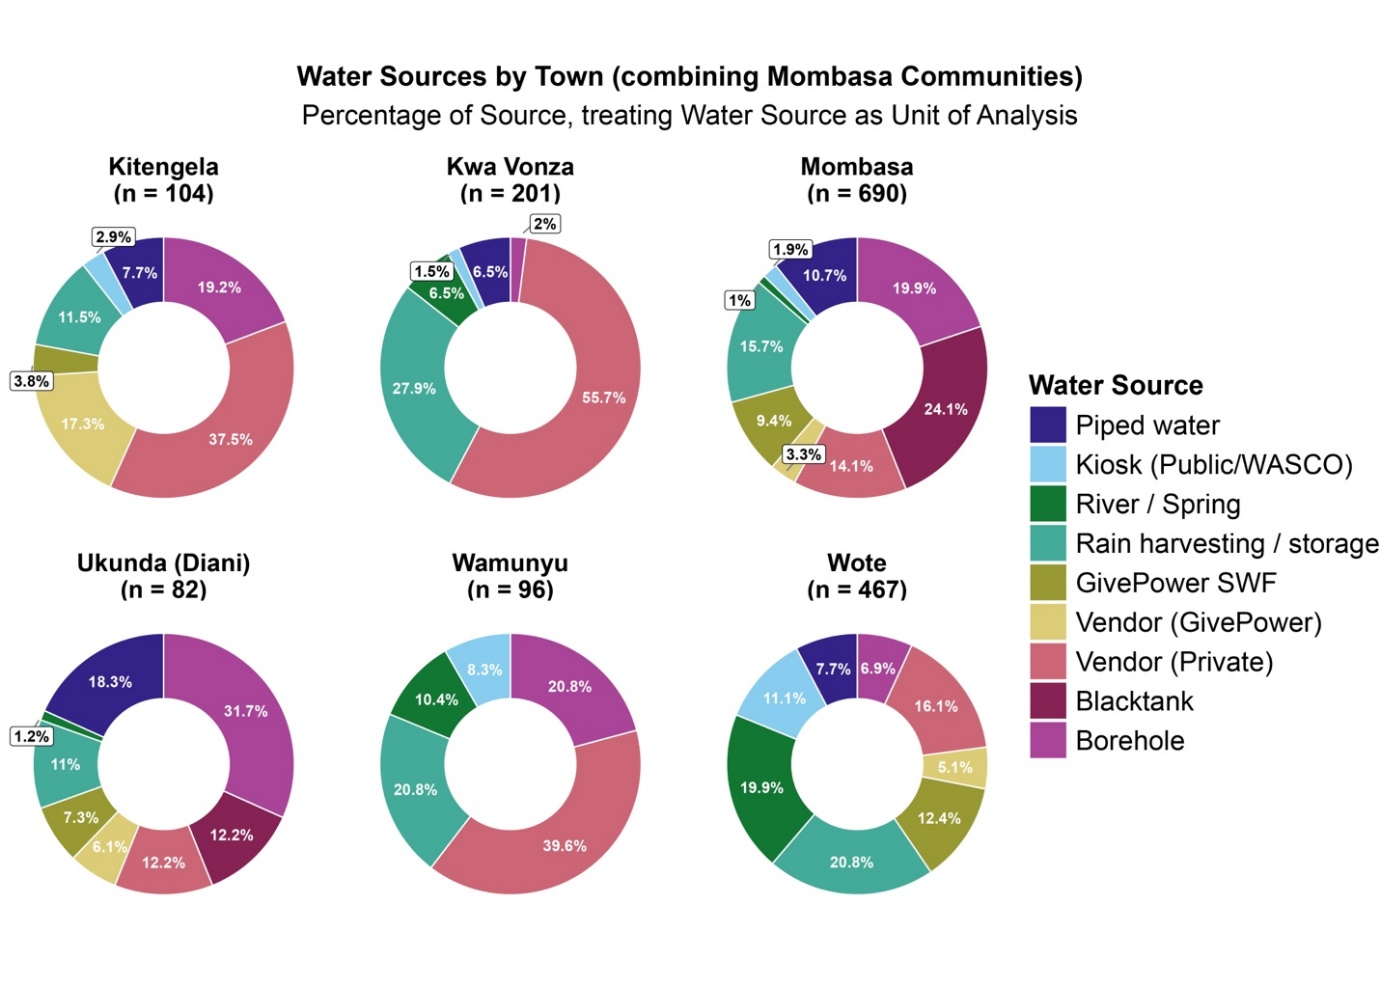 Water Sources by Town (combining Mombasa Communities)
Percentage of Source, treating Water Source as Unit of Analysis
Kitengela
(n = 104)
2.9%
7.7%
19.2%
11.5%
3.8%
17.3%
37.5%
Kwa Vonza
(n = 201)
2%
1.5%
6.5%
6.5%
27.9%
55.7%
Mombasa
(n = 690)
1.9%
10.7%
19.9%
1%
15.7%
24.1%
9.4%
3.3%
14.1%
Ukunda (Diani)
(n = 82)
18.3%
31.7%
1.2%
11%
7.3%
6.1%
12.2%
12.2%
Wamunyu
(n = 96)
8.3%
20.8%
10.4%
20.8%
39.6%
Wote
(n = 467)
7.7%
6.9%
11.1%
16.1%
5.1%
19.9%
12.4%
20.8%
Water Source
Piped water
Kiosk (Public/WASCO)
River / Spring
Rain harvesting / storage
GivePower SWF
Vendor (GivePower)
Vendor (Private)
Blacktank
Borehole